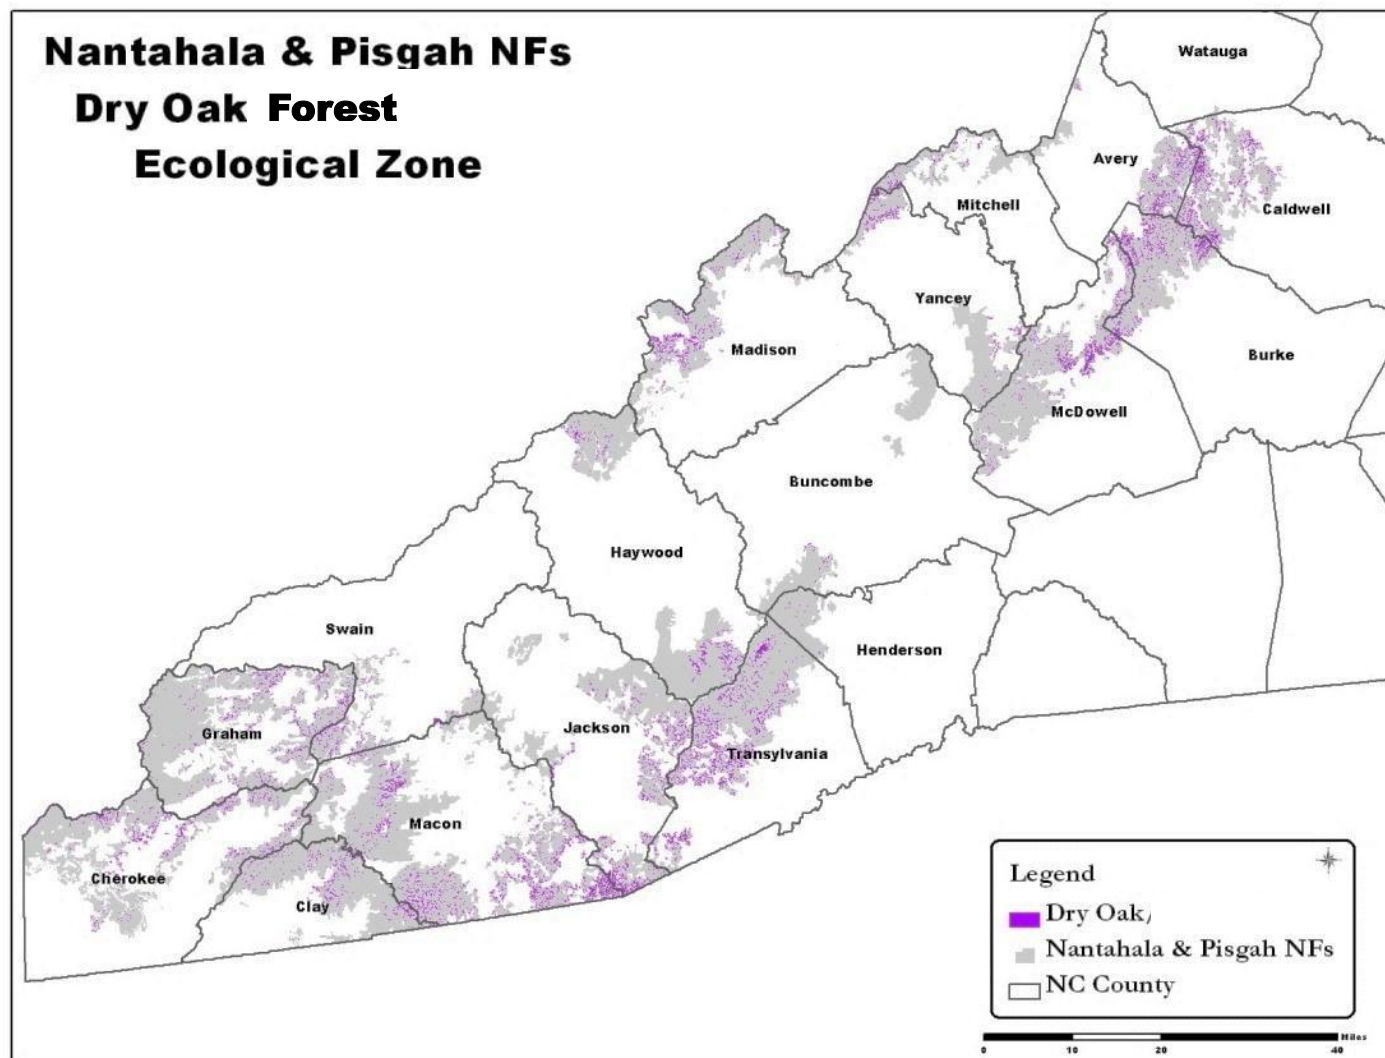 Nantahala & Pisgah NFs
Dry Oak Forest
Ecological Zone
Watauga
Avery
Mitchell
Caldwell
Yancey
Madison
Burke
McDowell
Buncombe
Haywood
Swain
Henderson
Graham
Jackson
Transylvania
Macon
Cherokee
Clay
Legend
Dry Oak/
Nantahala & Pisgah NFs
NC County
Miles
0 10 20 40